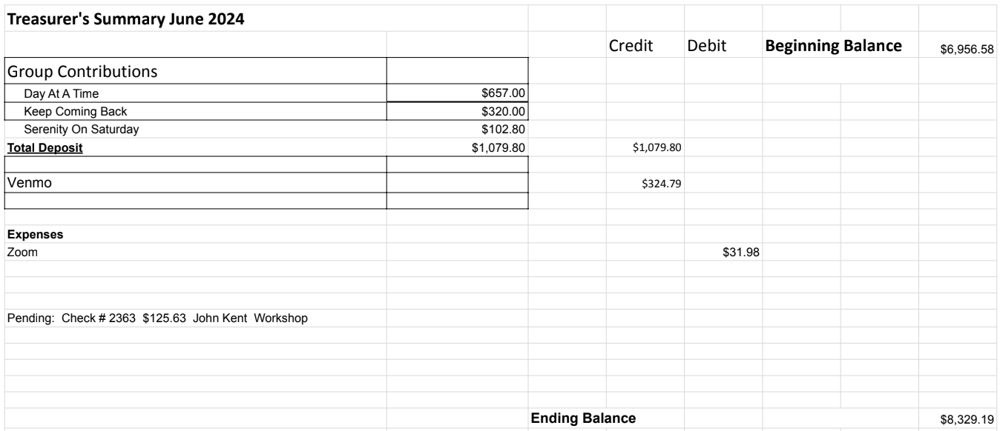 Treasurer's Summary June 2024
Credit Debit Beginning Balance $6,956.58
Group Contributions
Day At A Time $657.00
Keep Coming Back $320.00
Serenity On Saturday $102.80
Total Deposit $1,079.80 $1,079.80
Venmo $324.79
Expenses
Zoom $31.98
Pending: Check # 2363 $125.63 John Kent Workshop
Ending Balance $8,329.19